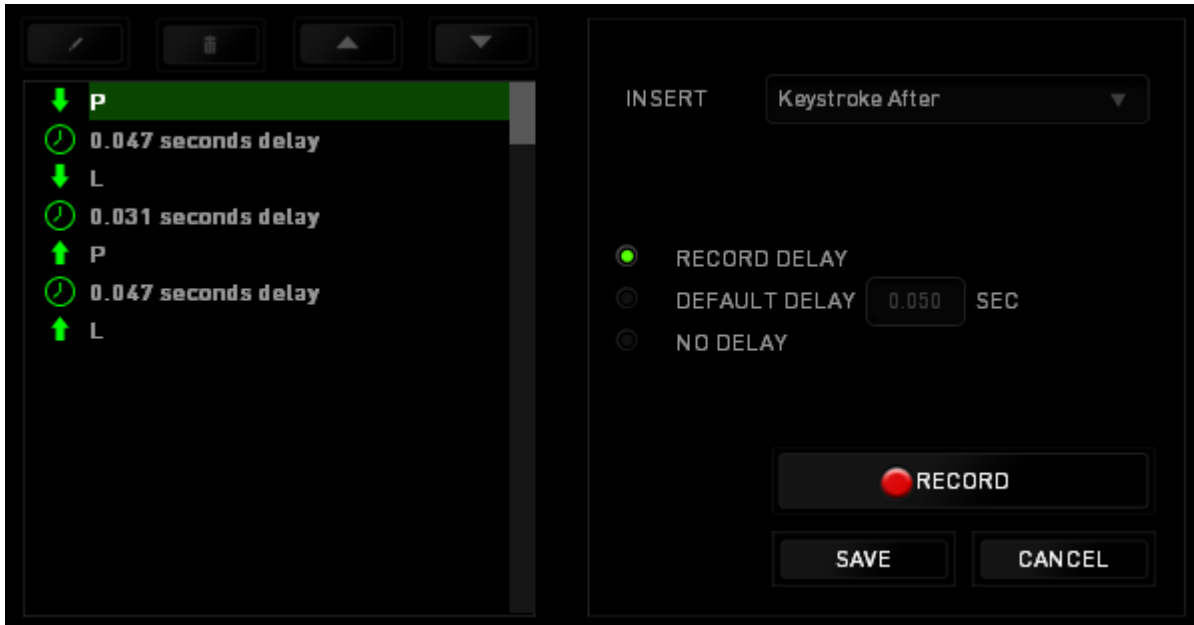 P
0.047 seconds delay
L
0.031 seconds delay
P
0.047 seconds delay
L
INSERT Keystroke After
RECORD DELAY
DEFAULT DELAY 0.050 SEC
NO DELAY
RECORD
SAVE CANCEL